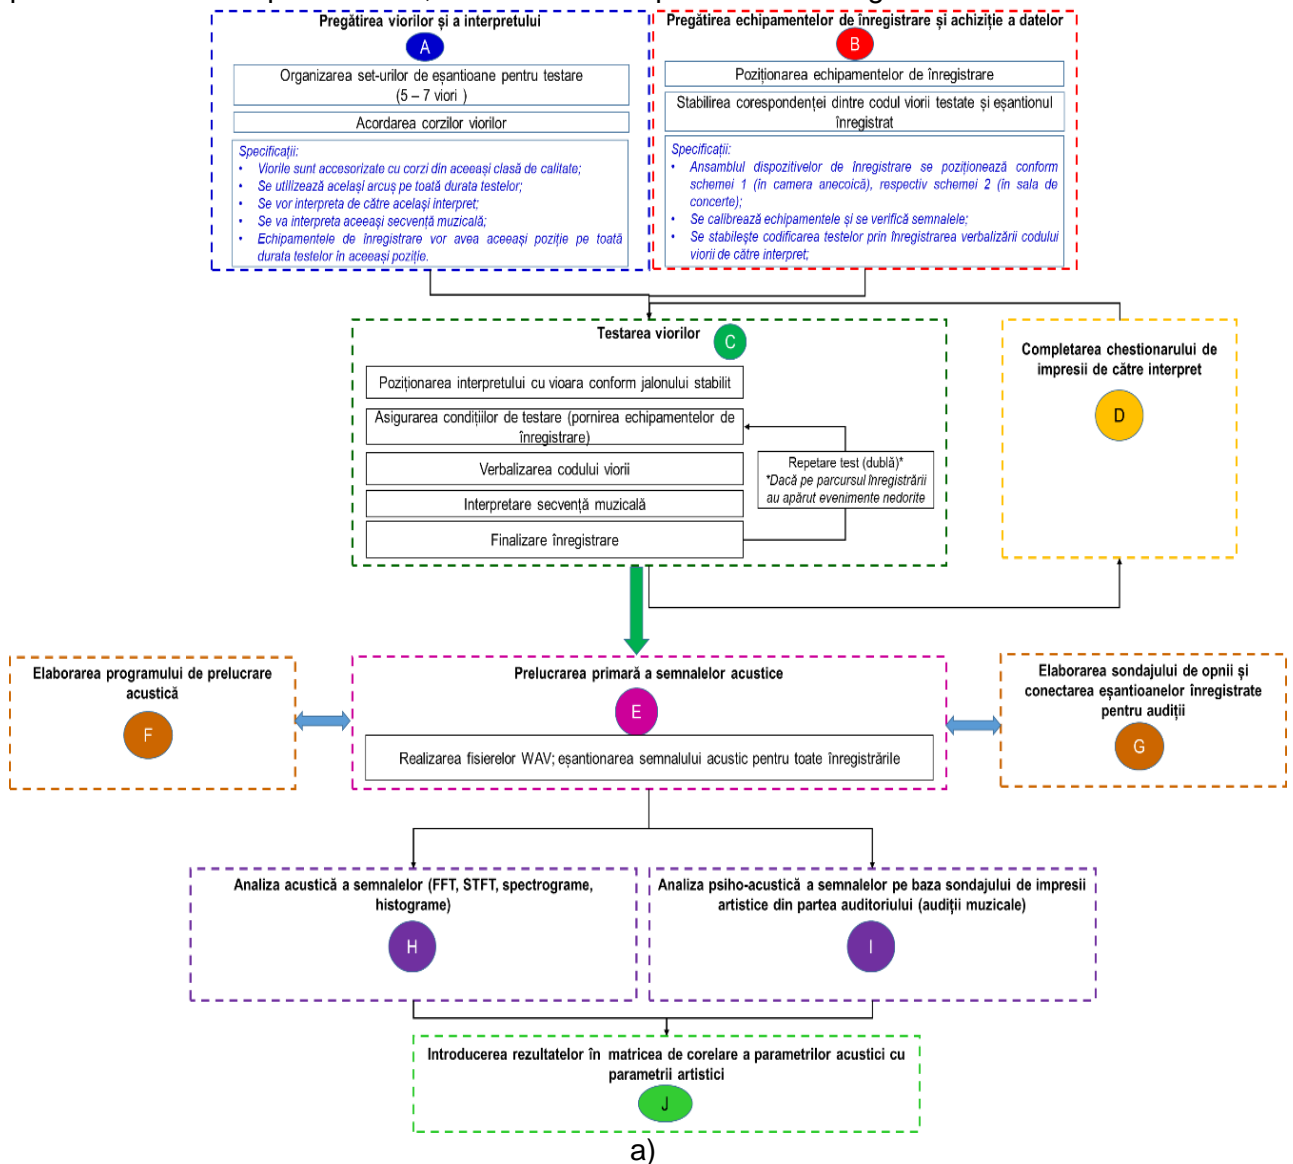 Pregătirea viorilor și a interpretului
A
Organizarea set-urilor de eșantioane pentru testare
(5 – 7 viori )
Acordarea corzilor viorilor
Specificații:
• Viorile sunt accesorizate cu corzi din aceeași clasă de calitate;
• Se utilizează același arcuș pe toată durata testelor;
• Se vor interpreta de către același interpret;
• Se va interpreta aceeași secvență muzicală;
• Echipamentele de înregistrare vor avea aceeași poziție pe toată
durata testelor în aceeași poziție.
Pregătirea echipamentelor de înregistrare și achiziție a datelor
B
Poziționarea echipamentelor de înregistrare
Stabilirea corespondenței dintre codul viorii testate și eșantionul
înregistrat
Specificații:
• Ansamblul dispozitivelor de înregistrare se poziționează conform
schemei 1 (în camera anecoică), respectiv schemei 2 (în sala de
concerte);
• Se calibrează echipamentele și se verifică semnalele;
• Se stabilește codificarea testelor prin înregistrarea verbalizării codului
viorii de către interpret;
Testarea viorilor
C
Poziționarea interpretului cu vioara conform jalonului stabilit
Asigurarea condițiilor de testare (pornirea echipamentelor de
înregistrare)
Verbalizarea codului viorii
Interpretare secvență muzicală
Finalizare înregistrare
Repetare test (dublă)*
*Dacă pe parcursul înregistrării
au apărut evenimente nedorite
Completarea chestionarului de
impresii de către interpret
D
Elaborarea programului de prelucrare
acustică
F
Prelucrarea primară a semnalelor acustice
E
Realizarea fisierelor WAV; eșantionarea semnalului acustic pentru toate înregistrările
Elaborarea sondajului de opnii și
conectarea eșantioanelor înregistrate
pentru audiții
G
Analiza acustică a semnalelor (FFT, STFT, spectrograme,
histograme)
H
Analiza psiho-acustică a semnalelor pe baza sondajului de impresii
artistice din partea auditoriului (audiții muzicale)
I
Introducerea rezultatelor în matricea de corelare a parametrilor acustici cu
parametrii artistici
J
a)